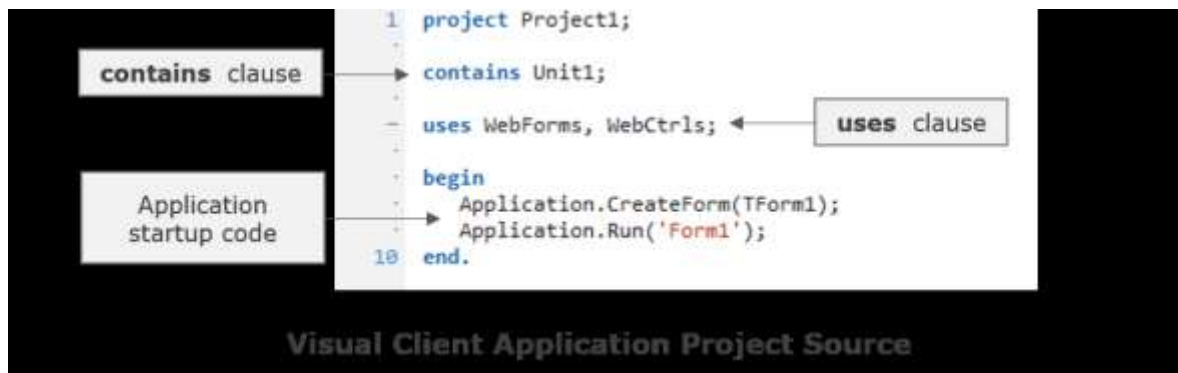 1 project Project1;
contains clause
contains Unit1;
uses WebForms, WebCtrls;
uses clause
begin
Application
startup code
Application.CreateForm(TForm1);
Application.Run('Form1');
10 end.
Visual Client Application Project Source